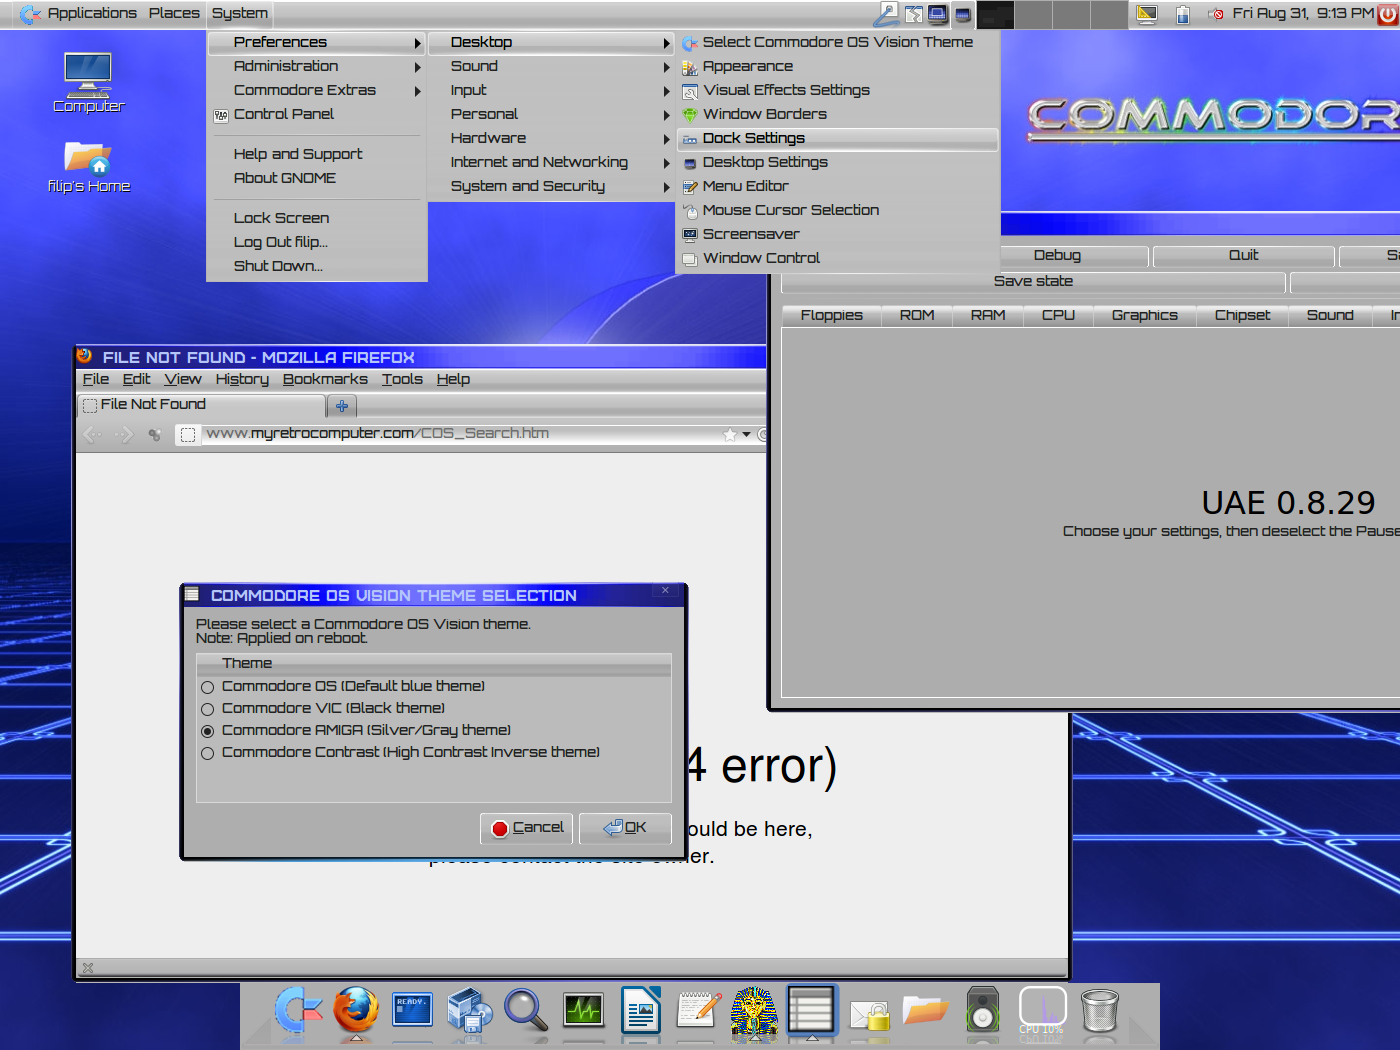 Applications Places System
Fri Aug 31, 9:13 PM
Computer
filip's Home
Preferences
Administration
Commodore Extras
Control Panel
Help and Support
About GNOME
Lock Screen
Log Out filip...
Shut Down...
Desktop
Sound
Input
Personal
Hardware
Internet and Networking
System and Security
Select Commodore OS Vision Theme
Appearance
Visual Effects Settings
Window Borders
Dock Settings
Desktop Settings
Menu Editor
Mouse Cursor Selection
Screensaver
Window Control
COMMODOR
Debug Quit
Save state
Floppies ROM RAM CPU Graphics Chipset Sound
UAE 0.8.29
Choose your settings, then deselect the Pause
FILE NOT FOUND - MOZILLA FIREFOX
File Edit View History Bookmarks Tools Help
File Not Found
www.myretrocomputer.com/COS_Search.htm
4 error)
ould be here,
please contact the site owner.
COMMODORE OS VISION THEME SELECTION
Please select a Commodore OS Vision theme.
Note: Applied on reboot.
Theme
Commodore OS (Default blue theme)
Commodore VIC (Black theme)
Commodore AMIGA (Silver/Gray theme)
Commodore Contrast (High Contrast Inverse theme)
Cancel OK
READY.
CPU 10%